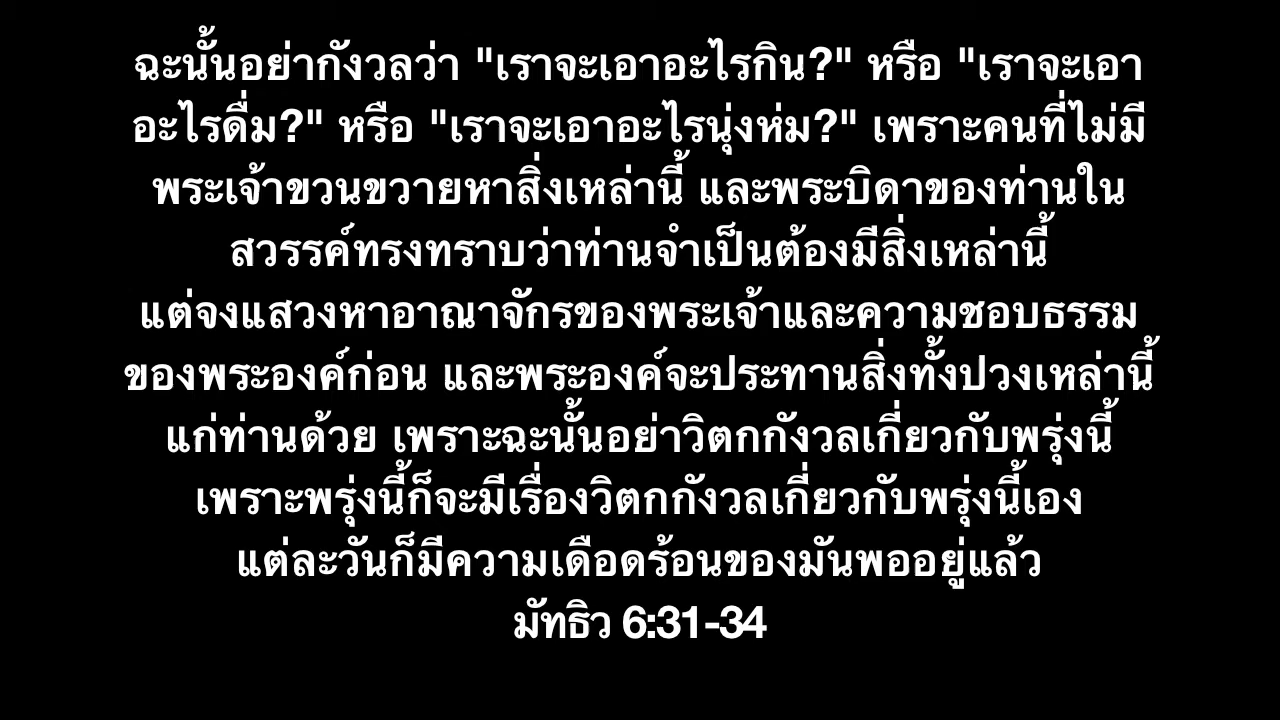 ฉะนั้นอย่ากังวลว่า "เราจะเอาอะไรกิน?" หรือ "เราจะเอา
อะไรดื่ม?" หรือ "เราจะเอาอะไรนุ่งห่ม?" เพราะคนที่ไม่มี
พระเจ้าขวนขวายหาสิ่งเหล่านี้ และพระบิดาของท่านใน
สวรรค์ทรงทราบว่าท่านจำเป็นต้องมีสิ่งเหล่านี้
แต่จงแสวงหาอาณาจักรของพระเจ้าและความชอบธรรม
ของพระองค์ก่อน และพระองค์จะประทานสิ่งทั้งปวงเหล่านี้
แก่ท่านด้วย เพราะฉะนั้นอย่าวิตกกังวลเกี่ยวกับพรุ่งนี้
เพราะพรุ่งนี้ก็จะมีเรื่องวิตกกังวลเกี่ยวกับพรุ่งนี้เอง
แต่ละวันก็มีความเดือดร้อนของมันพออยู่แล้ว
มัทธิว 6:31-34